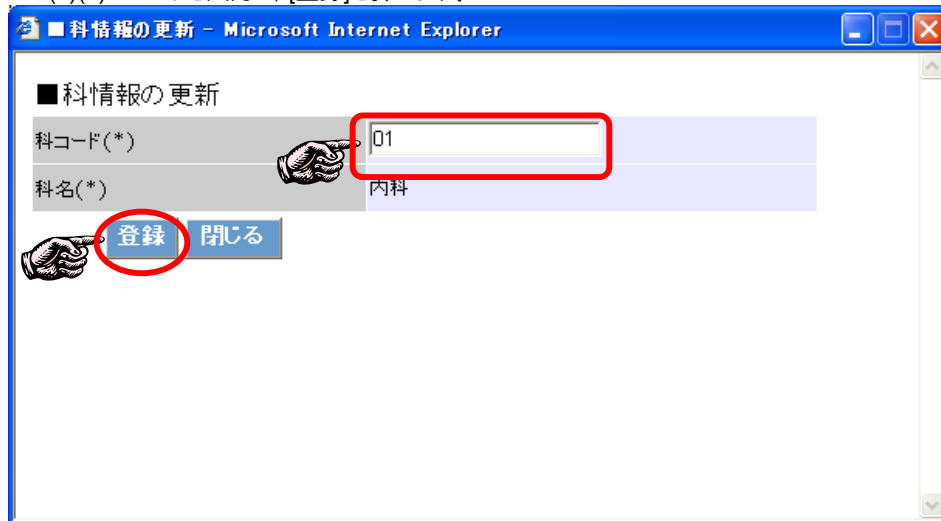 ■科情報の更新 - Microsoft Internet Explorer
■科情報の更新
科コード(*) 01
科名(*) 内科
登録 閉じる